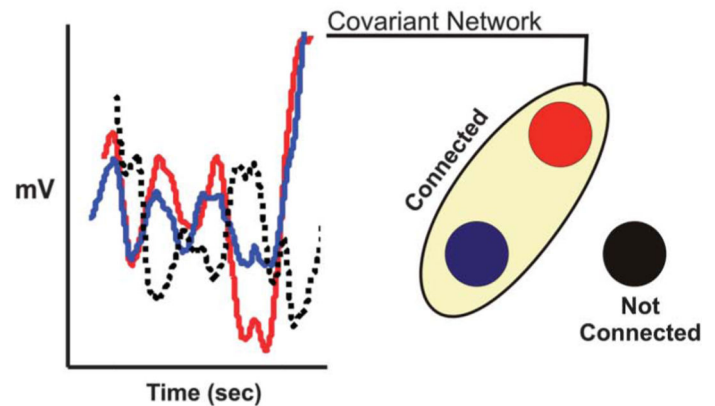 Covariant Network
mV
Connected
Not
Connected
Time (sec)